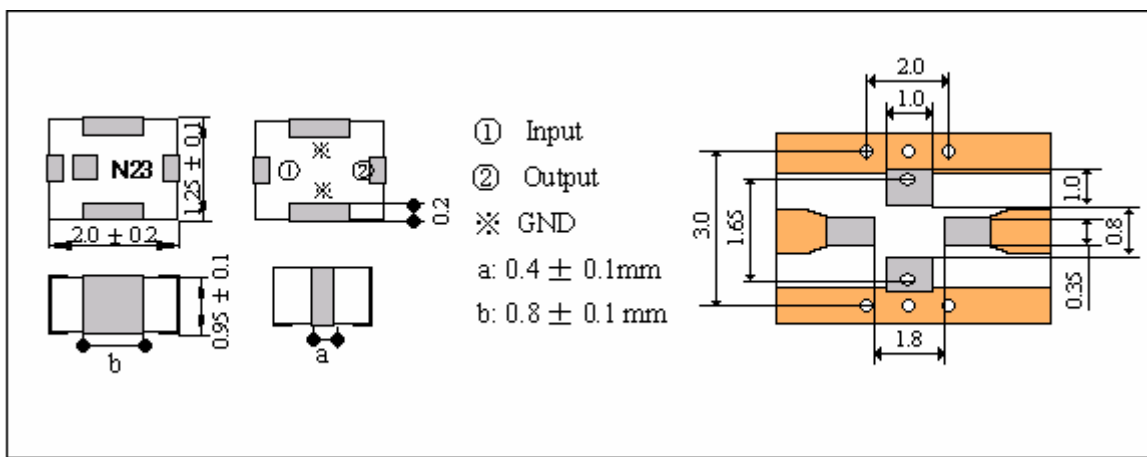 N23
1.25 ± 0.1
2.0 ± 0.2
0.95 ± 0.1
b
① ②
※
※
0.2
a
① Input
② Output
※ GND
a: 0.4 ± 0.1mm
b: 0.8 ± 0.1 mm
2.0
1.0
3.0
1.65
1.0
0.8
0.35
1.8